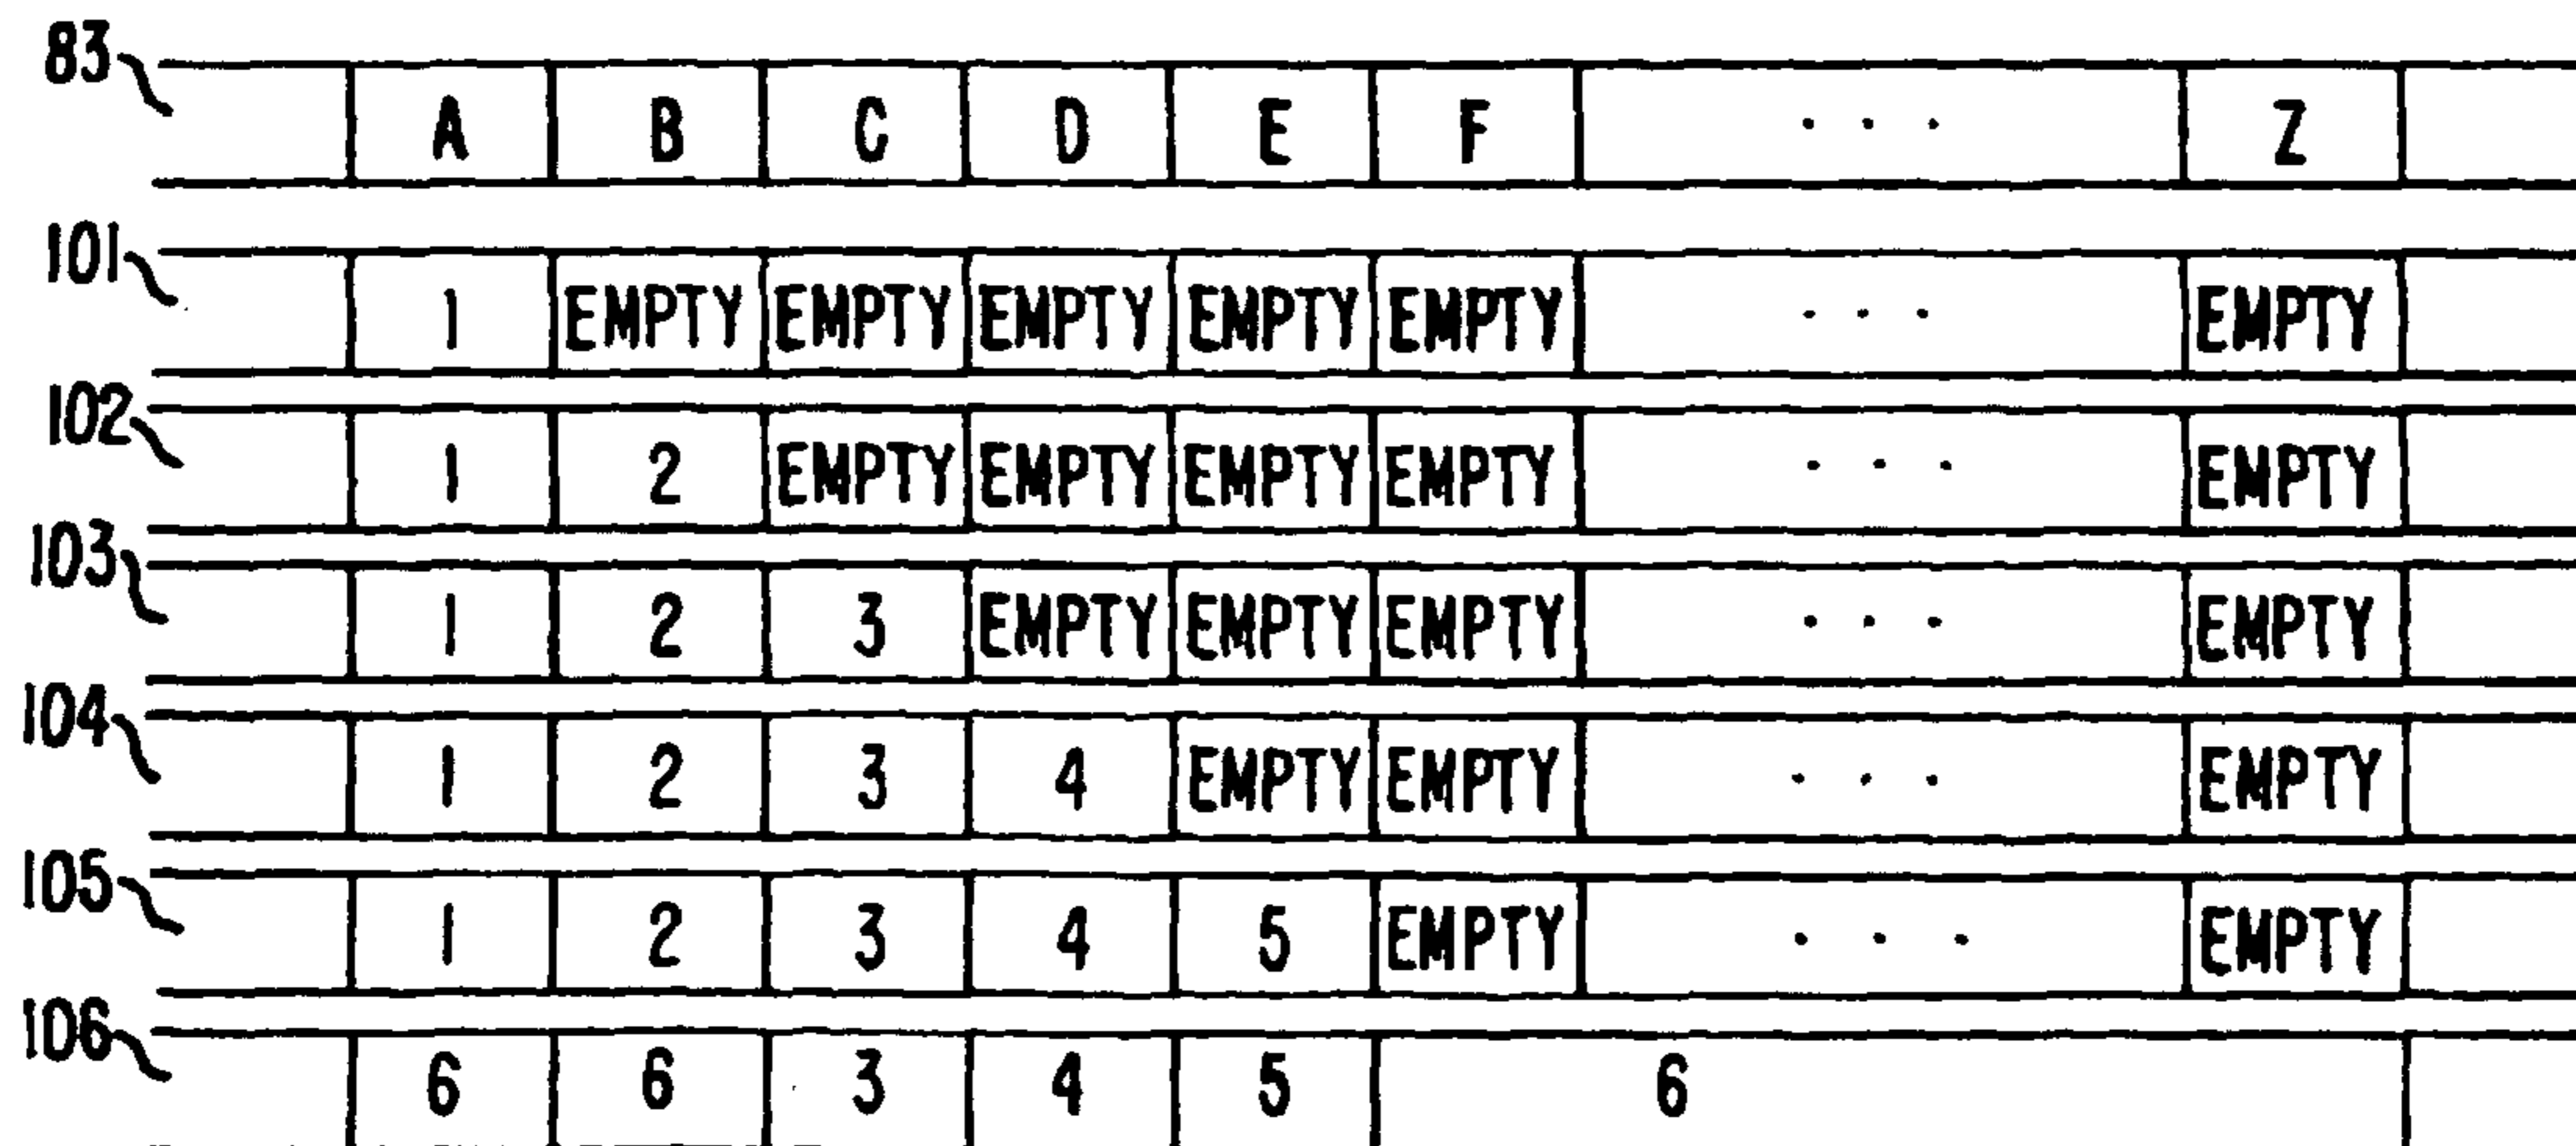 83 A B C D E F . . . Z
101 1 EMPTY EMPTY EMPTY EMPTY EMPTY . . . EMPTY
102 1 2 EMPTY EMPTY EMPTY EMPTY . . . EMPTY
103 1 2 3 EMPTY EMPTY EMPTY . . . EMPTY
104 1 2 3 4 EMPTY EMPTY . . . EMPTY
105 1 2 3 4 5 EMPTY . . . EMPTY
106 6 6 3 4 5 6